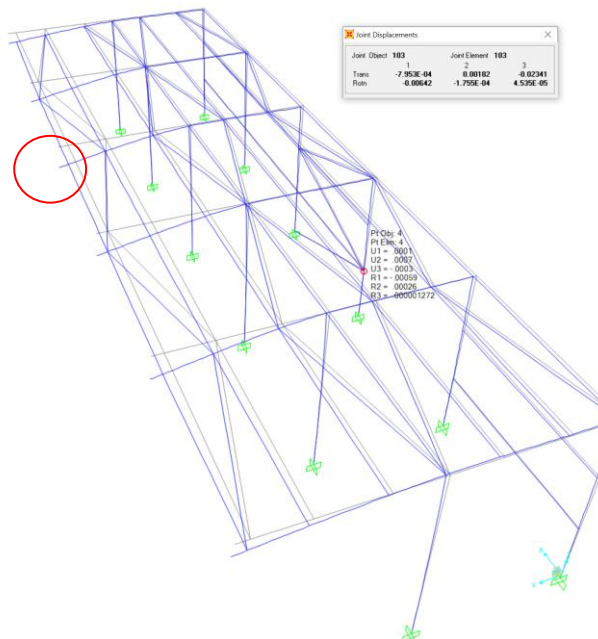 Joint Displacements
Joint Object 103 Joint Element 103
1 2 3
Trans -7.953E-04 0.00182 -0.02341
Rotn -0.00642 -1.755E-04 4.535E-05
Pt Obj: 4
Pt Elm: 4
U1 = .0001
U2 = .0007
U3 = -.0003
R1 = -.00059
R2 = .00026
R3 = .000001272